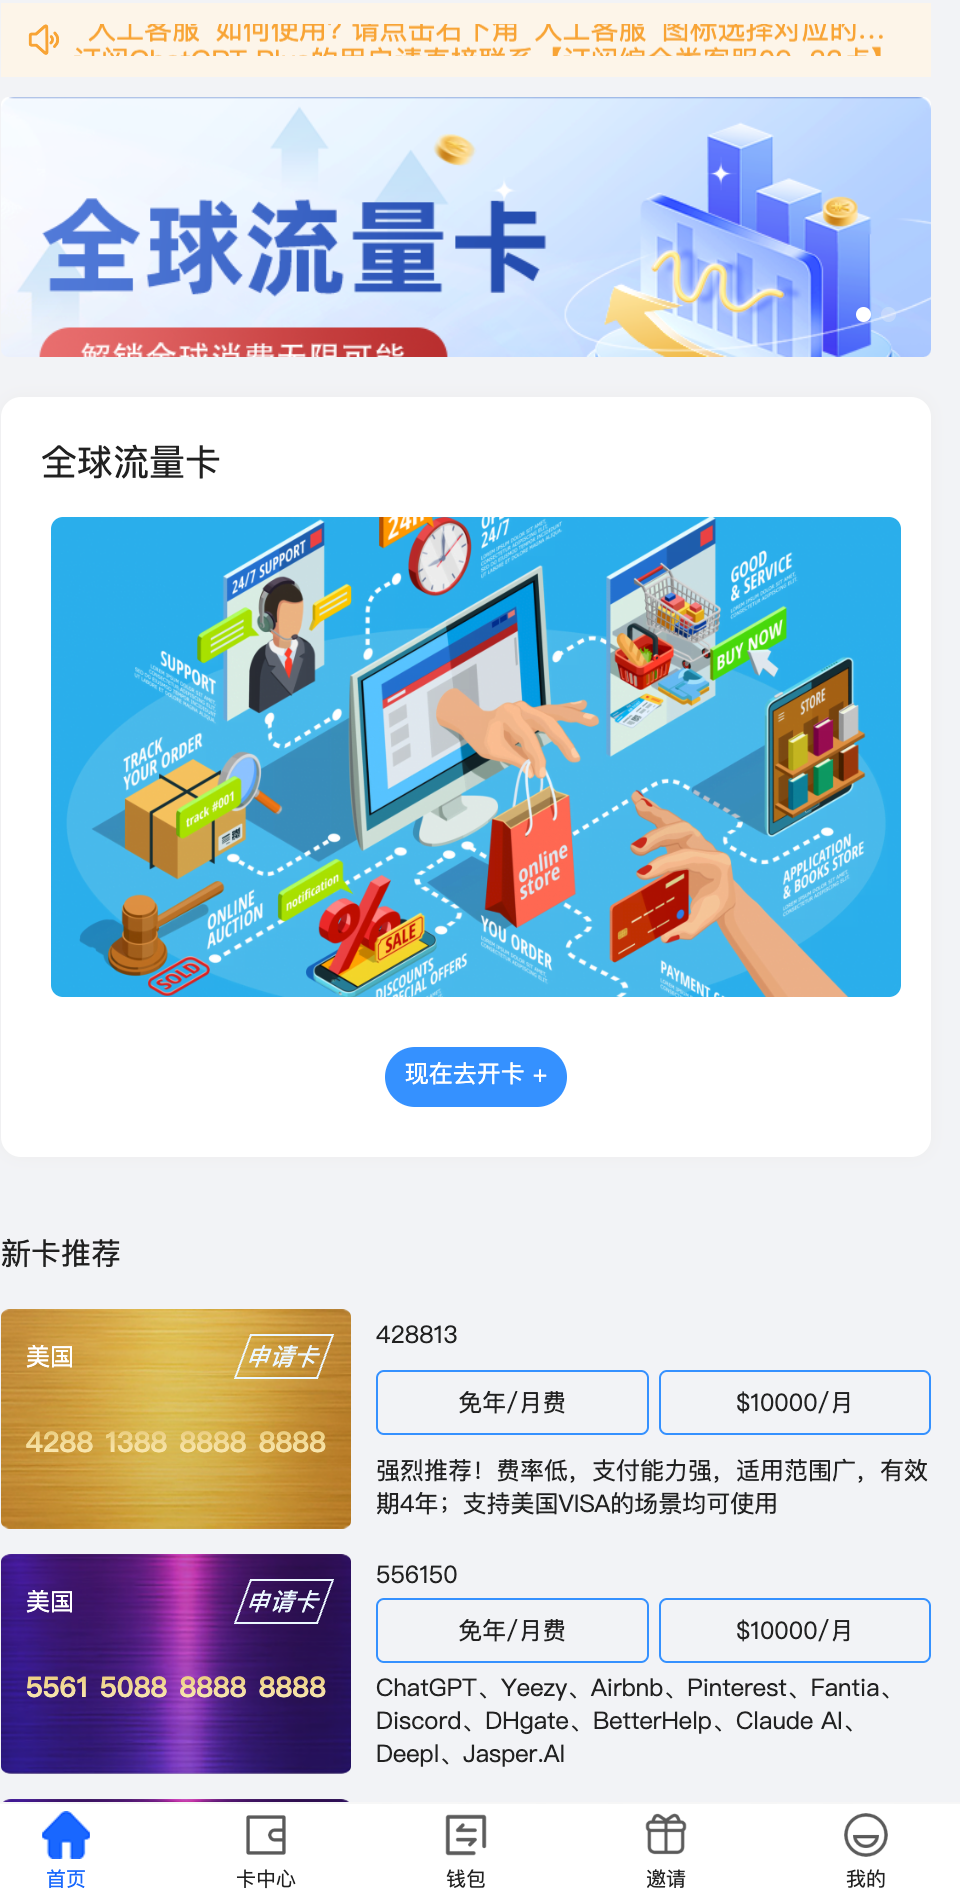 人工客服 如何使用？请点击右下角 人工客服 图标选择对应的...
全球流量卡
解锁全球消费无限可能
全球流量卡
24/7 SUPPORT
24H
24/7
GOOD
& SERVICE
BUY NOW
SUPPORT
STORE
TRACK
YOUR ORDER
track #001
online
store
APPLICATION
& BOOKS STORE
ONLINE
AUCTION
notification
SALE
SOLD
YOU ORDER
DISCOUNTS
SPECIAL OFFERS
PAYMENT
现在去开卡 +
新卡推荐
美国
申请卡
4288 1388 8888 8888
428813
免年/月费
$10000/月
强烈推荐！费率低，支付能力强，适用范围广，有效
期4年；支持美国VISA的场景均可使用
美国
申请卡
5561 5088 8888 8888
556150
免年/月费
$10000/月
ChatGPT、Yeezy、Airbnb、Pinterest、Fantia、
Discord、DHgate、BetterHelp、Claude AI、
Deepl、Jasper.AI
首页
卡中心
钱包
邀请
我的